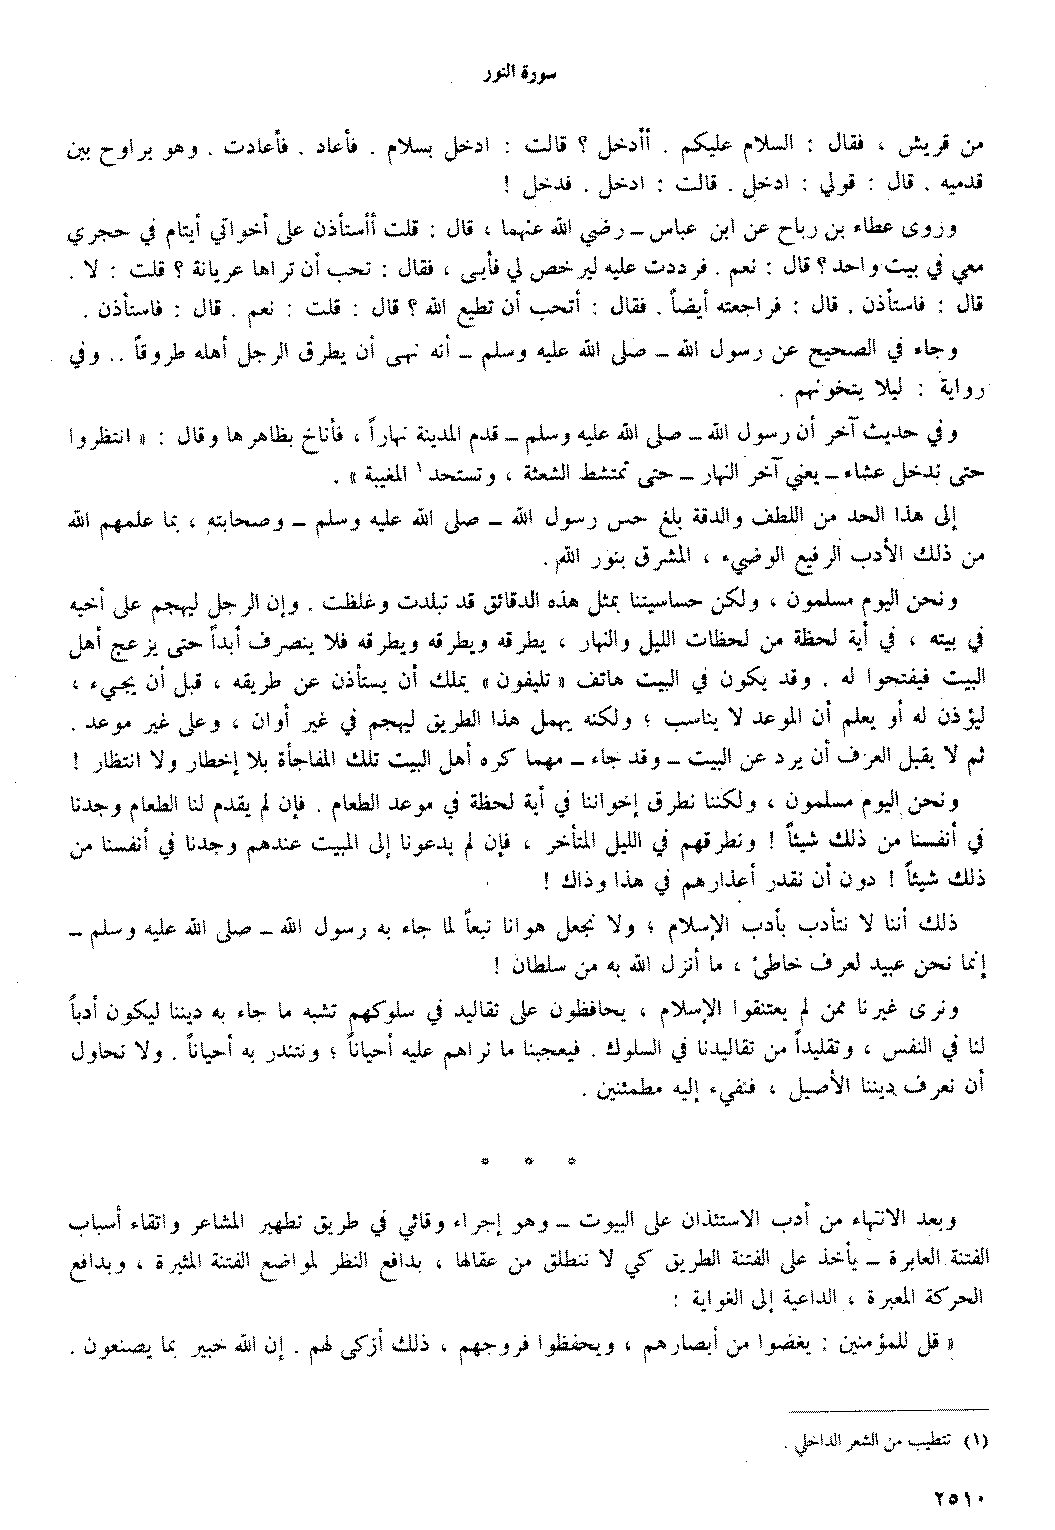 سورة النور
من قريش ، فقال : السلام عليكم . أأدخل ؟ قالت : ادخل بسلام . فأعاد . فأعادت . وهو يراوح بين
قدميه . قال : قولي : ادخل . قالت : ادخل . فدخل !
وروى عطاء بن رباح عن ابن عباس – رضي الله عنهما ، قال : قلت أأستأذن على أخواتي أيتام في حجري
معي في بيت واحد ؟ قال : نعم . فرددت عليه ليرخص لي فأبى ، فقال : تحب أن تراها عريانة ؟ قلت : لا .
قال : فاستأذن . قال : فراجعته أيضاً . فقال : أتحب أن تطيع الله ؟ قال : قلت : نعم . قال : فاستأذن .
وجاء في الصحيح عن رسول الله – صلى الله عليه وسلم – أنه نهى أن يطرق الرجل أهله طروقاً .. وفي
رواية : ليلا يتخونهم .
وفي حديث آخر أن رسول الله – صلى الله عليه وسلم – قدم المدينة نهاراً ، فأناخ بظاهرها وقال : « انتظروا
حتى ندخل عشاء – يعني آخر النهار – حتى تمتشط الشعثة ، وتستحد ١ المغيبة » .
إلى هذا الحد من اللطف والدقة بلغ حس رسول الله – صلى الله عليه وسلم – وصحابته ، بما علمهم الله
من ذلك الأدب الرفيع الوضيء ، المشرق بنور الله .
ونحن اليوم مسلمون ، ولكن حساسيتنا بمثل هذه الدقائق قد تبلدت وغلظت . وإن الرجل ليهجم على أخيه
في بيته ، في أية لحظة من لحظات الليل والنهار ، يطرقه ويطرقه ويطرقه فلا ينصرف أبداً حتى يزعج أهل
البيت فيفتحوا له . وقد يكون في البيت هاتف « تليفون » يملك أن يستأذن عن طريقه ، قبل أن يجيء ،
ليؤذن له أو يعلم أن الموعد لا يناسب ؛ ولكنه يهمل هذا الطريق ليهجم في غير أوان ، وعلى غير موعد .
ثم لا يقبل العرف أن يرد عن البيت – وقد جاء – مهما كره أهل البيت تلك المفاجأة بلا إخطار ولا انتظار !
ونحن اليوم مسلمون ، ولكننا نطرق إخواننا في أية لحظة في موعد الطعام . فإن لم يقدم لنا الطعام وجدنا
في أنفسنا من ذلك شيئاً ! ونطرقهم في الليل المتأخر ، فإن لم يدعونا إلى المبيت عندهم وجدنا في أنفسنا من
ذلك شيئاً ! دون أن نقدر أعذارهم في هذا وذاك !
ذلك أننا لا نتأدب بأدب الإسلام ؛ ولا نجعل هوانا تبعاً لما جاء به رسول الله – صلى الله عليه وسلم –
إنما نحن عبيد لعرف خاطئ ، ما أنزل الله به من سلطان !
ونرى غيرنا ممن لم يعتنقوا الإسلام ، يحافظون على تقاليد في سلوكهم تشبه ما جاء به ديننا ليكون أدباً
لنا في النفس ، وتقليداً من تقاليدنا في السلوك . فيعجبنا ما نراهم عليه أحياناً ؛ ونتندر به أحياناً . ولا نحاول
أن نعرف ديننا الأصيل ، فنفيء إليه مطمئنين .
* * *
وبعد الانتهاء من أدب الاستئذان على البيوت – وهو إجراء وقائي في طريق تطهير المشاعر واتقاء أسباب
الفتنة العابرة – يأخذ على الفتنة الطريق كي لا تنطلق من عقالها ، بدافع النظر لمواضع الفتنة المثيرة ، وبدافع
الحركة المعبرة ، الداعية إلى الغواية :
« قل للمؤمنين : يغضوا من أبصارهم ، ويحفظوا فروجهم ، ذلك أزكى لهم . إن الله خبير بما يصنعون .
(١) تتطيب من الشعر الداخلي .
٢٥١٠